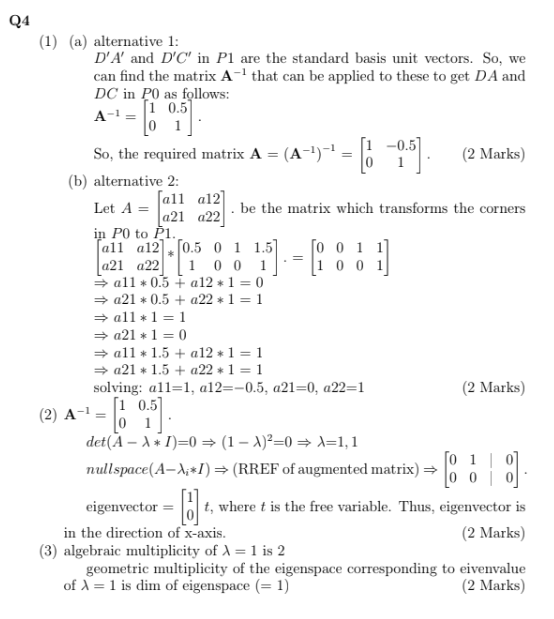 Q4
(1) (a) alternative 1:
D′A′ and D′C′ in P1 are the standard basis unit vectors. So, we
can find the matrix A⁻¹ that can be applied to these to get DA and
DC in P0 as follows:
A⁻¹ = [1 0.5; 0 1].
So, the required matrix A = (A⁻¹)⁻¹ = [1 −0.5; 0 1]. (2 Marks)
(b) alternative 2:
Let A = [a11 a12; a21 a22]. be the matrix which transforms the corners
in P0 to P1.
[a11 a12; a21 a22] * [0.5 0 1 1.5; 1 0 0 1]. = [0 0 1 1; 1 0 0 1]
⇒ a11 ∗ 0.5 + a12 ∗ 1 = 0
⇒ a21 ∗ 0.5 + a22 ∗ 1 = 1
⇒ a11 ∗ 1 = 1
⇒ a21 ∗ 1 = 0
⇒ a11 ∗ 1.5 + a12 ∗ 1 = 1
⇒ a21 ∗ 1.5 + a22 ∗ 1 = 1
solving: a11=1, a12=−0.5, a21=0, a22=1 (2 Marks)
(2) A⁻¹ = [1 0.5; 0 1].
det(A − λ ∗ I)=0 ⇒ (1 − λ)²=0 ⇒ λ=1, 1
nullspace(A−λᵢ∗I) ⇒ (RREF of augmented matrix) ⇒ [0 1 | 0; 0 0 | 0].
eigenvector = [1; 0] t, where t is the free variable. Thus, eigenvector is
in the direction of x-axis. (2 Marks)
(3) algebraic multiplicity of λ = 1 is 2
geometric multiplicity of the eigenspace corresponding to eivenvalue
of λ = 1 is dim of eigenspace (= 1) (2 Marks)